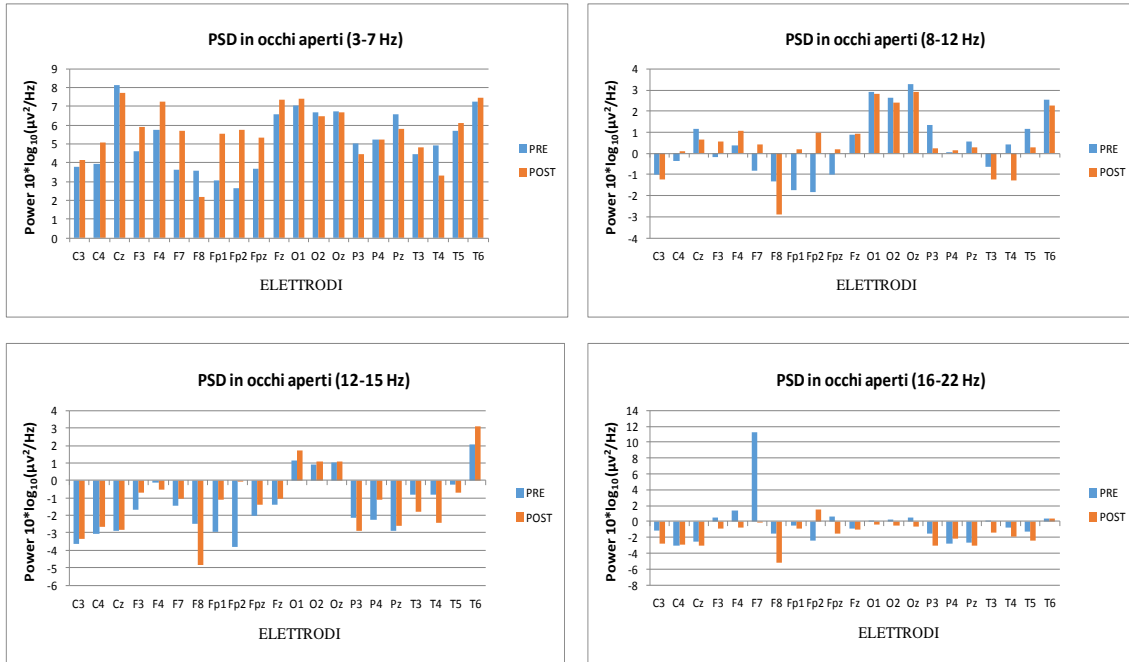 PSD in occhi aperti (3-7 Hz)
Power 10*log10(µv²/Hz)
9
8
7
6
5
4
3
2
1
0
C3 C4 Cz F3 F4 F7 F8 Fp1 Fp2 Fpz Fz O1 O2 Oz P3 P4 Pz T3 T4 T5 T6
ELETTRODI
PRE
POST
PSD in occhi aperti (8-12 Hz)
Power 10*log10(µv²/Hz)
4
3
2
1
0
-1
-2
-3
-4
C3 C4 Cz F3 F4 F7 F8 Fp1 Fp2 Fpz Fz O1 O2 Oz P3 P4 Pz T3 T4 T5 T6
ELETTRODI
PRE
POST
PSD in occhi aperti (12-15 Hz)
Power 10*log10(µv²/Hz)
4
3
2
1
0
-1
-2
-3
-4
-5
-6
C3 C4 Cz F3 F4 F7 F8 Fp1 Fp2 Fpz Fz O1 O2 Oz P3 P4 Pz T3 T4 T5 T6
ELETTRODI
PRE
POST
PSD in occhi aperti (16-22 Hz)
Power 10*log10(µv²/Hz)
14
12
10
8
6
4
2
0
-2
-4
-6
-8
C3 C4 Cz F3 F4 F7 F8 Fp1 Fp2 Fpz Fz O1 O2 Oz P3 P4 Pz T3 T4 T5 T6
ELETTRODI
PRE
POST